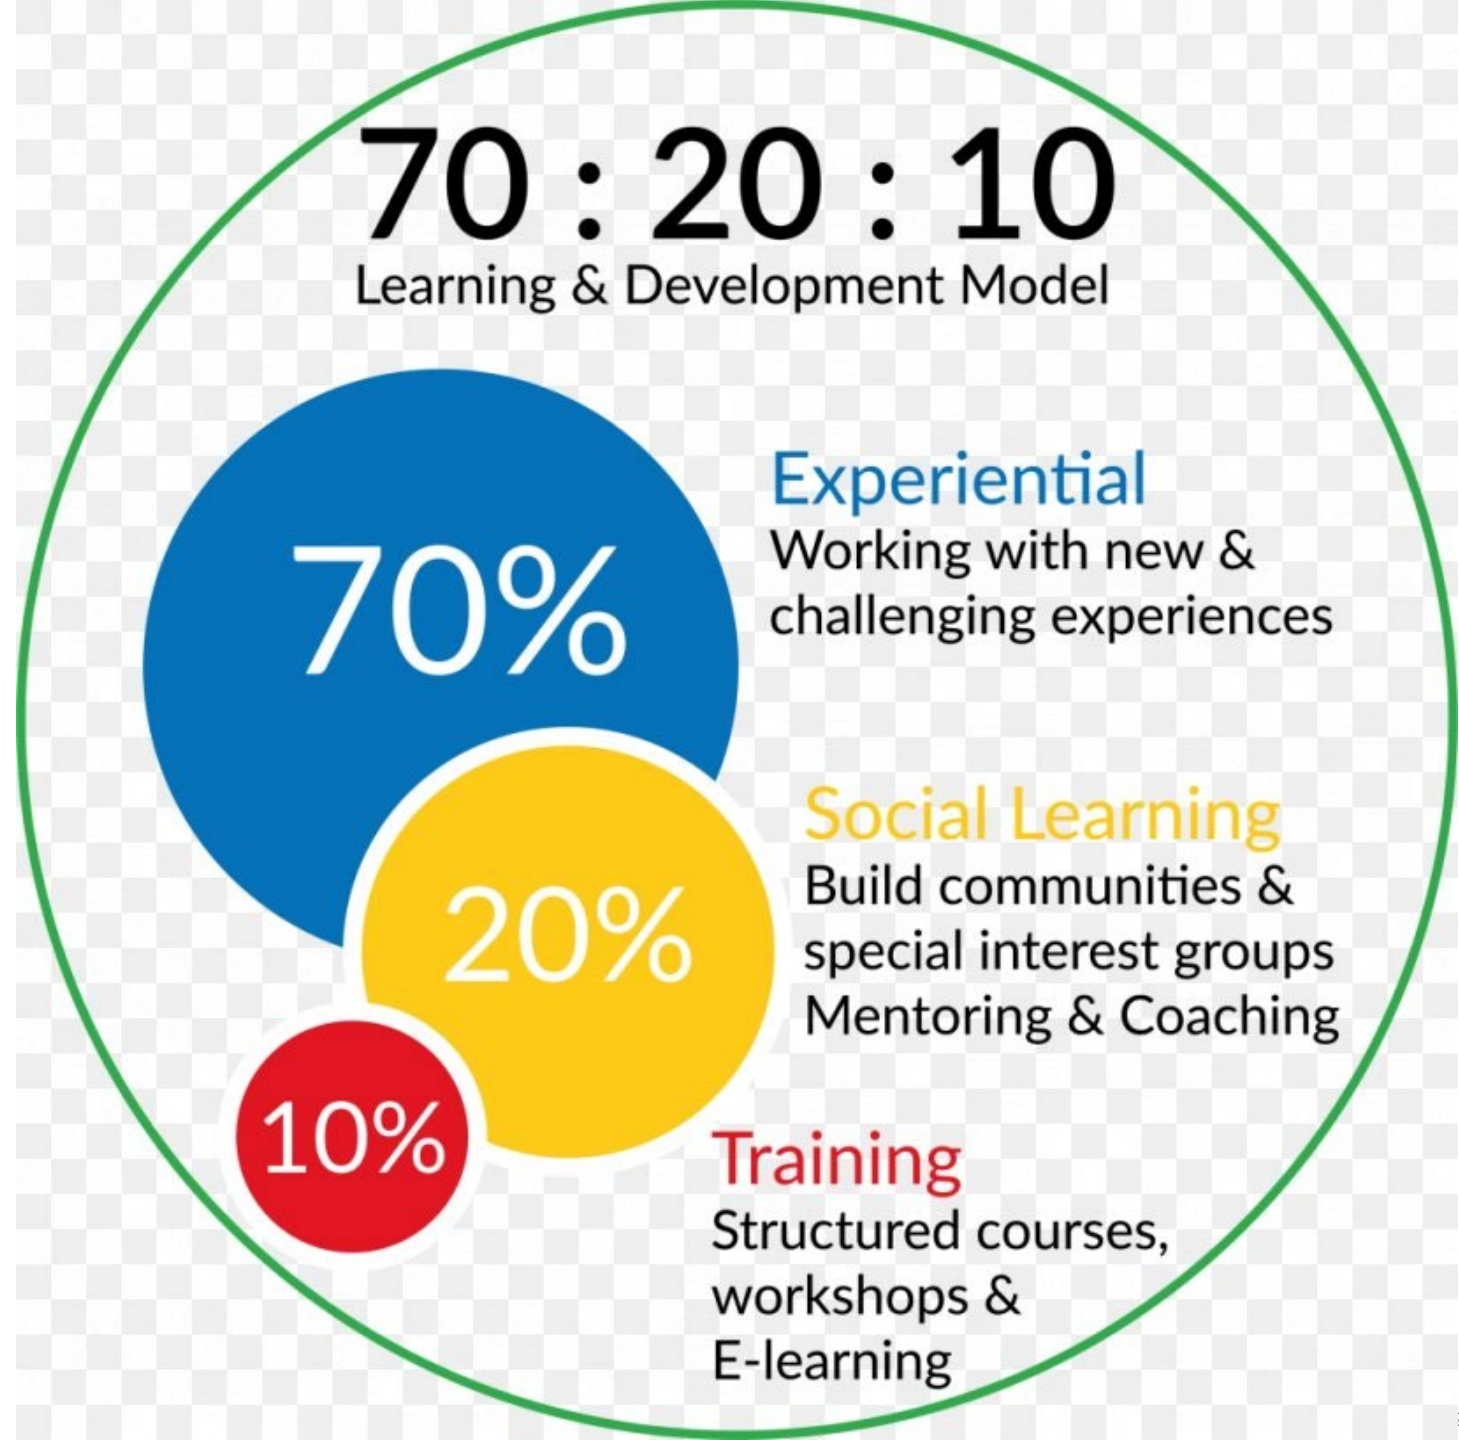 70 : 20 : 10
Learning & Development Model
70%
Experiential
Working with new &
challenging experiences
20%
Social Learning
Build communities &
special interest groups
Mentoring & Coaching
10%
Training
Structured courses,
workshops &
E-learning